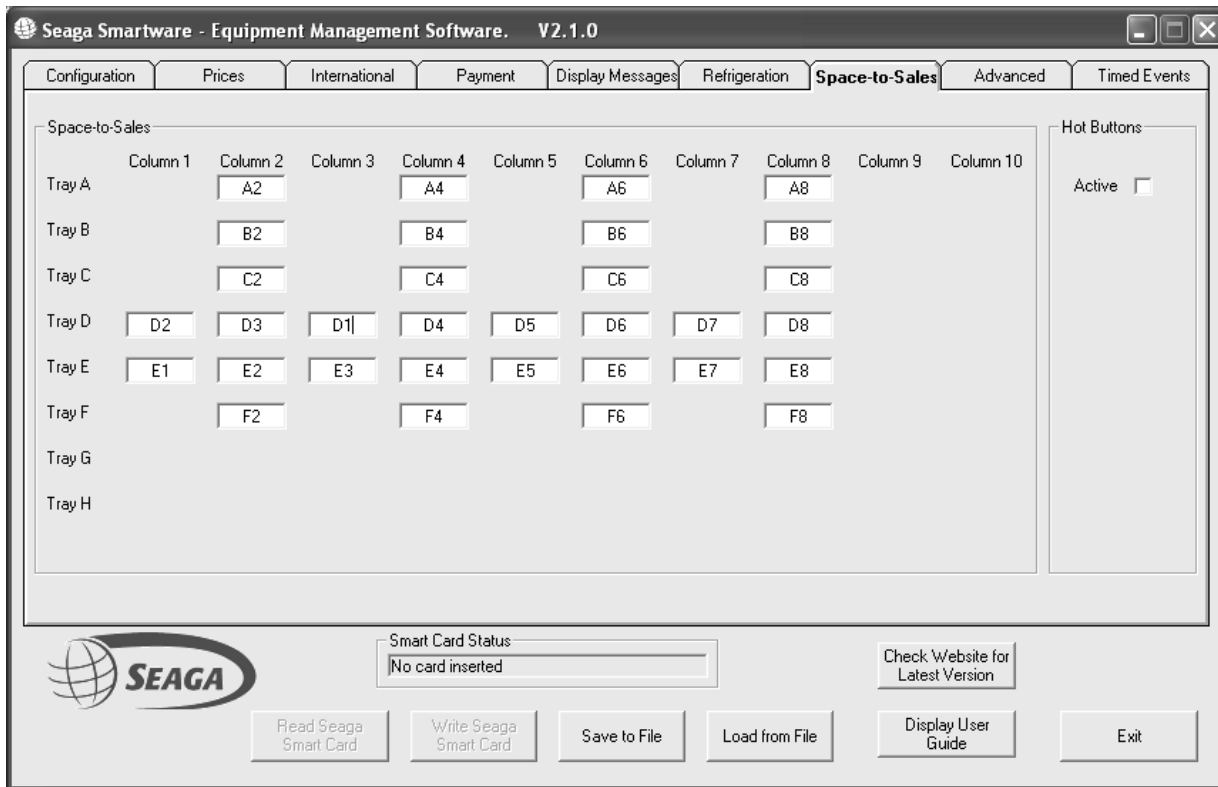 Seaga Smartware - Equipment Management Software. V2.1.0
Configuration Prices International Payment Display Messages Refrigeration Space-to-Sales Advanced Timed Events
Space-to-Sales Hot Buttons
Column 1 Column 2 Column 3 Column 4 Column 5 Column 6 Column 7 Column 8 Column 9 Column 10
Tray A A2 A4 A6 A8 Active
Tray B B2 B4 B6 B8
Tray C C2 C4 C6 C8
Tray D D2 D3 D1 D4 D5 D6 D7 D8
Tray E E1 E2 E3 E4 E5 E6 E7 E8
Tray F F2 F4 F6 F8
Tray G
Tray H
SEAGA
Smart Card Status
No card inserted
Check Website for
Latest Version
Read Seaga
Smart Card
Write Seaga
Smart Card
Save to File
Load from File
Display User
Guide
Exit